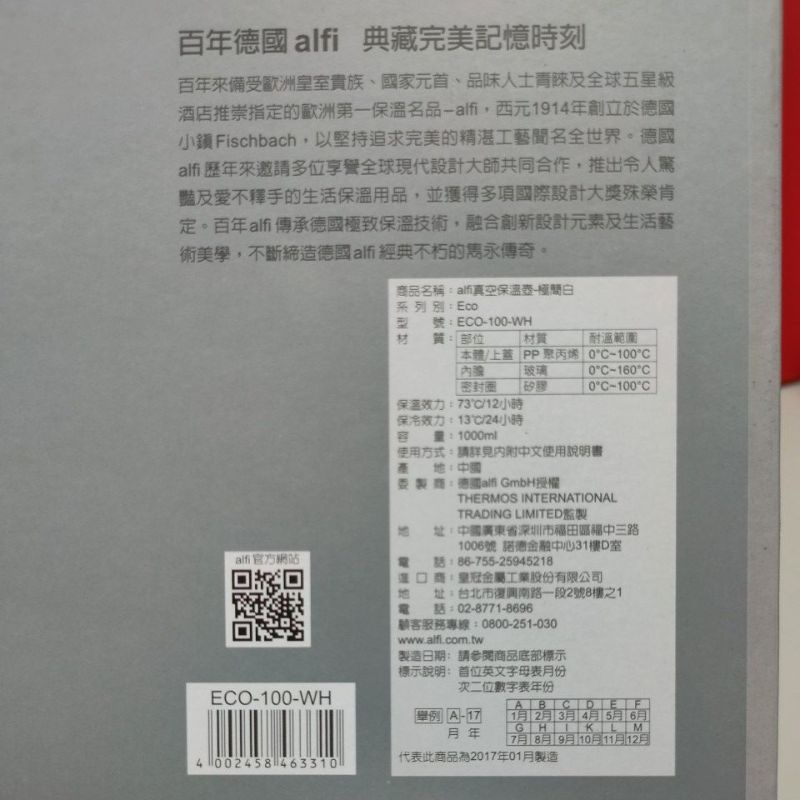 百年德國 alfi 典藏完美記憶時刻
百年來備受歐洲皇室貴族、國家元首、品味人士青睞及全球五星級
酒店推崇指定的歐洲第一保溫名品–alfi，西元1914年創立於德國
小鎮Fischbach，以堅持追求完美的精湛工藝聞名全世界。德國
alfi 歷年來邀請多位享譽全球現代設計大師共同合作，推出令人驚
豔及愛不釋手的生活保溫用品，並獲得多項國際設計大獎殊榮肯
定。百年alfi 傳承德國極致保溫技術，融合創新設計元素及生活藝
術美學，不斷締造德國alfi 經典不朽的雋永傳奇。
商品名稱：alfi真空保溫壺-極簡白
系 列 別：Eco
型 號：ECO-100-WH
材 質：部位 材質 耐溫範圍
本體/上蓋 PP 聚丙烯 0°C~100°C
內膽 玻璃 0°C~160°C
密封圈 矽膠 0°C~100°C
保溫效力：73°C/12小時
保冷效力：13°C/24小時
容 量：1000ml
使用方式：請詳見內附中文使用說明書
產 地：中國
委 製 商：德國alfi GmbH授權
THERMOS INTERNATIONAL
TRADING LIMITED監製
地 址：中國廣東省深圳市福田區福中三路
1006號 諾德金融中心31樓D室
電 話：86-755-25945218
進 口 商：皇冠金屬工業股份有限公司
地 址：台北市復興南路一段2號8樓之1
電 話：02-8771-8696
顧客服務專線：0800-251-030
www.alfi.com.tw
製造日期：請參閱商品底部標示
標示說明：首位英文字母表月份
次二位數字表年份
舉例 A-17
月 年
A B C D E F
1月 2月 3月 4月 5月 6月
G H I J K L M
7月 8月 9月 10月 11月 12月
代表此商品為2017年01月製造
alfi 官方網站
ECO-100-WH
4 002458 463310